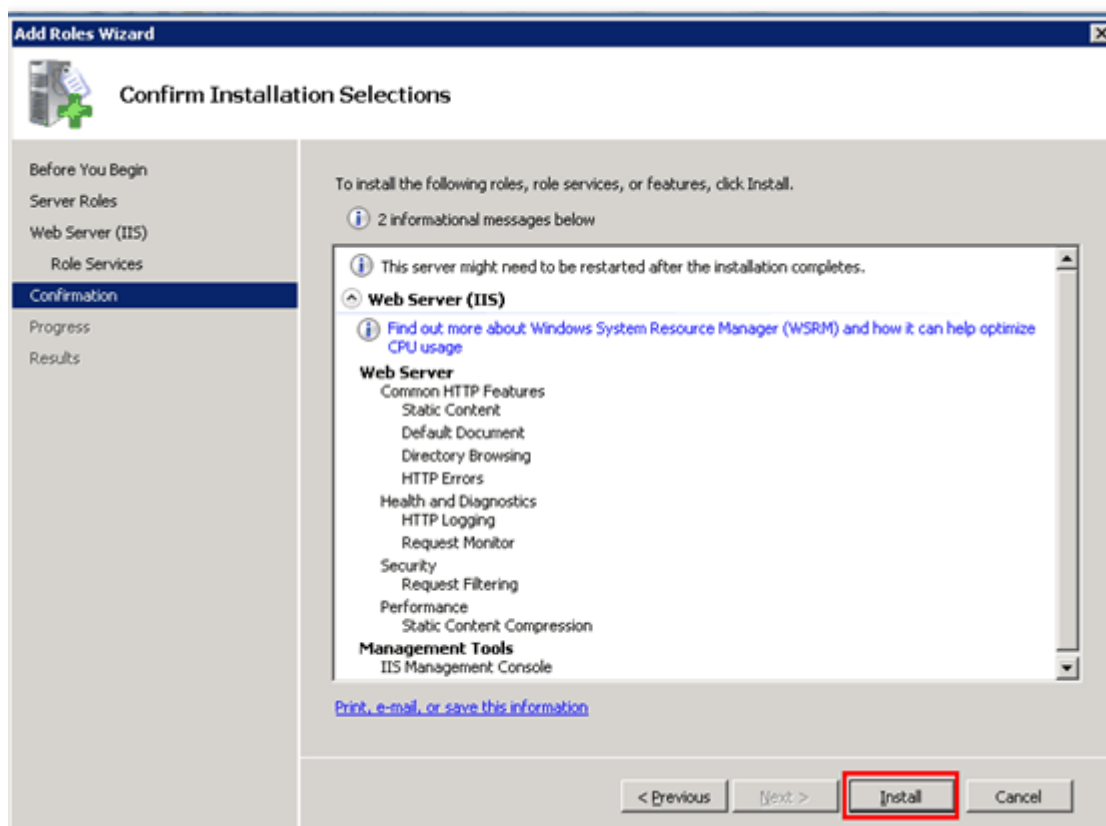 Add Roles Wizard
Confirm Installation Selections
Before You Begin
Server Roles
Web Server (IIS)
Role Services
Confirmation
Progress
Results
To install the following roles, role services, or features, click Install.
2 informational messages below
This server might need to be restarted after the installation completes.
Web Server (IIS)
Find out more about Windows System Resource Manager (WSRM) and how it can help optimize
CPU usage
Web Server
Common HTTP Features
Static Content
Default Document
Directory Browsing
HTTP Errors
Health and Diagnostics
HTTP Logging
Request Monitor
Security
Request Filtering
Performance
Static Content Compression
Management Tools
IIS Management Console
Print, e-mail, or save this information
< Previous Next > Install Cancel